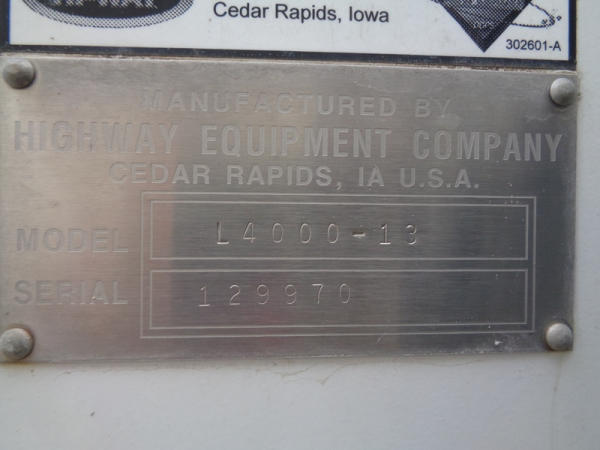 Cedar Rapids, Iowa
302601-A
MANUFACTURED BY
HIGHWAY EQUIPMENT COMPANY
CEDAR RAPIDS, IA U.S.A.
MODEL L4000-13
SERIAL 129970